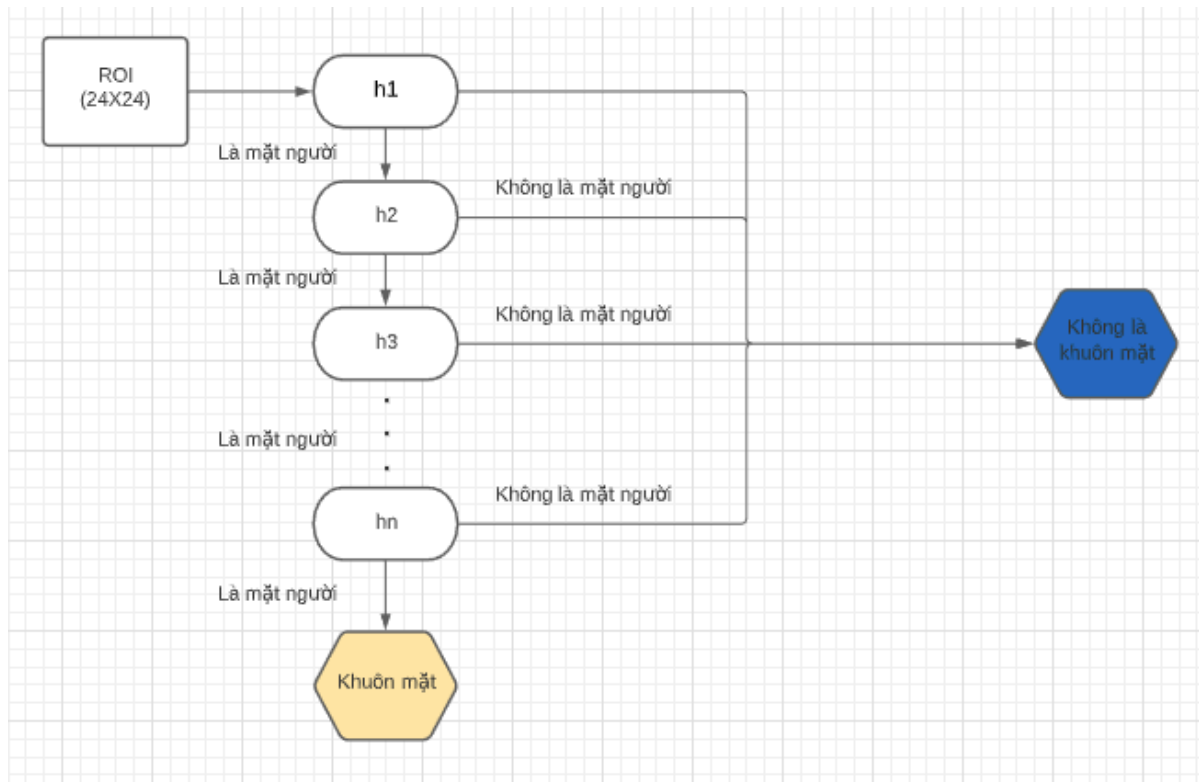 ROI
(24X24)
h1
Là mặt người
Không là mặt người
h2
Là mặt người
Không là mặt người
h3
Không là
khuôn mặt
Là mặt người
Không là mặt người
hn
Là mặt người
Khuôn mặt